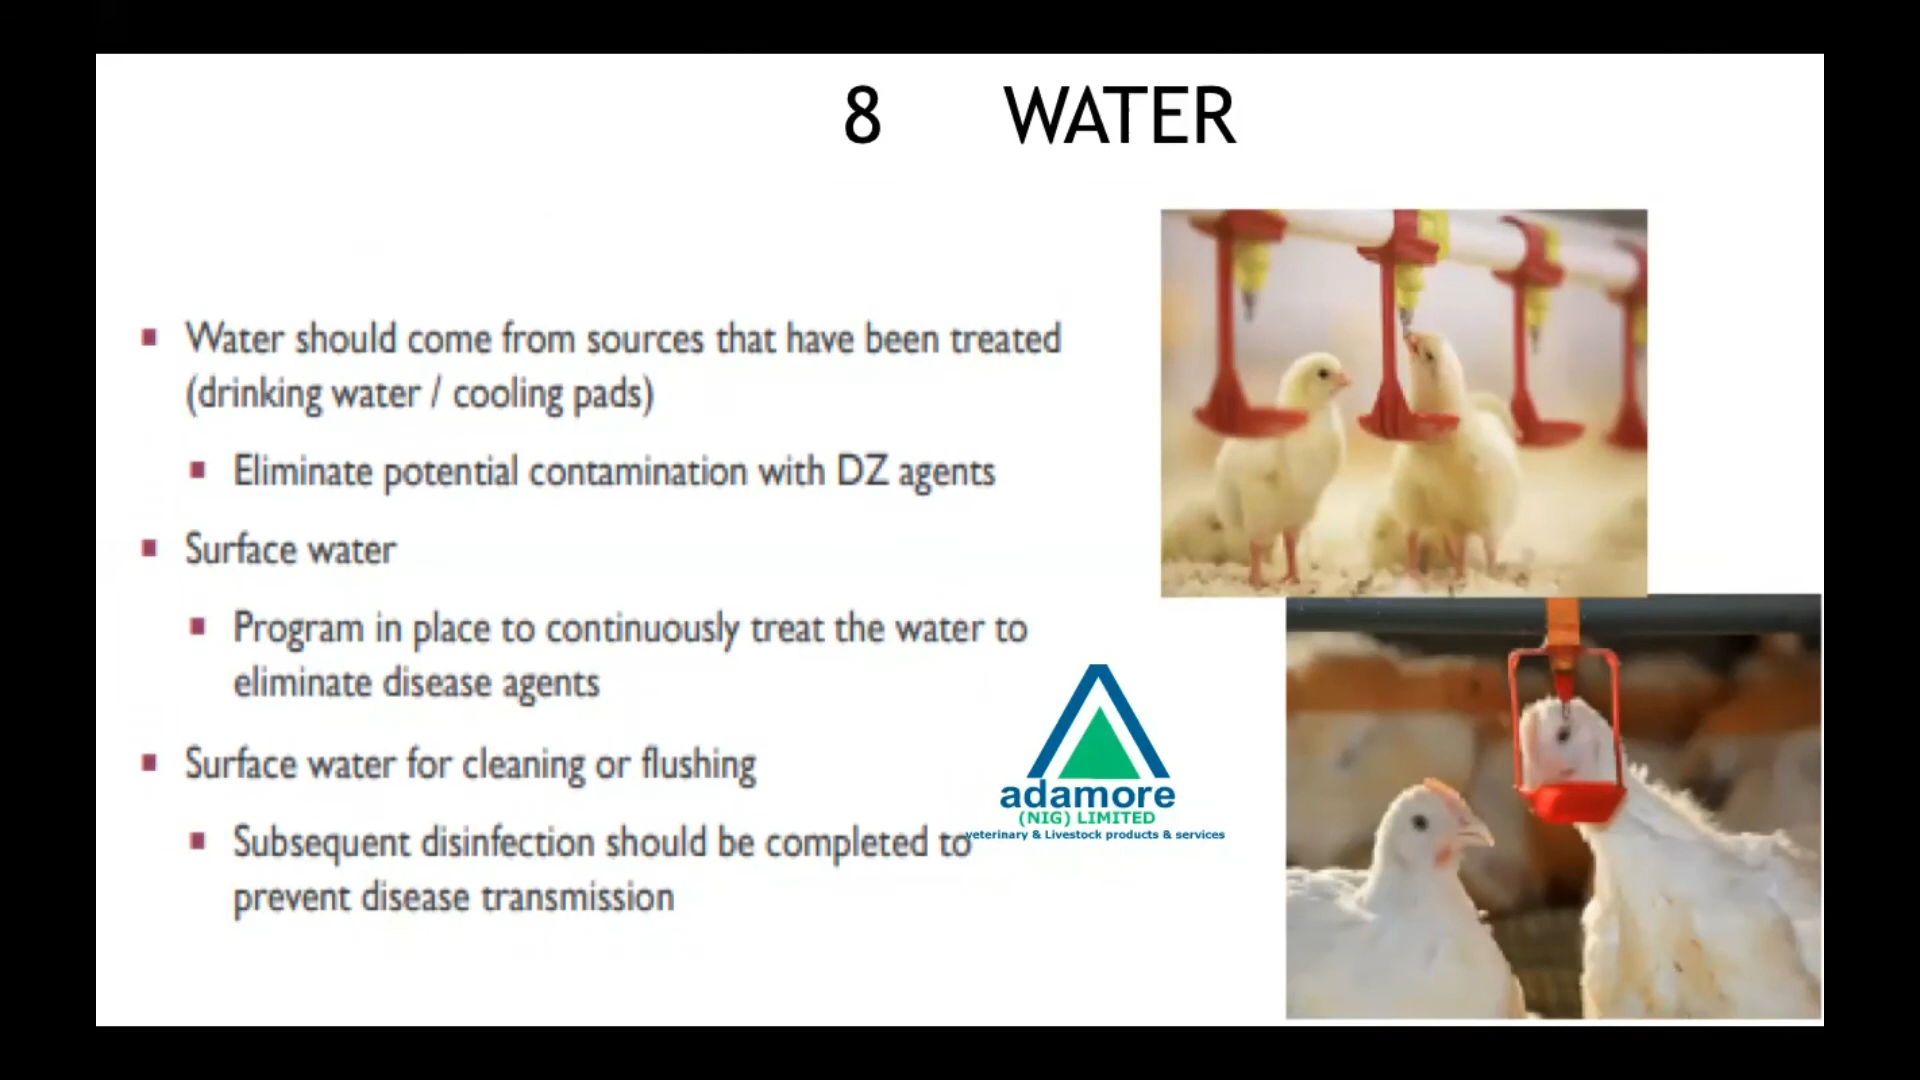 8 WATER
Water should come from sources that have been treated
(drinking water / cooling pads)
Eliminate potential contamination with DZ agents
Surface water
Program in place to continuously treat the water to
eliminate disease agents
Surface water for cleaning or flushing
Subsequent disinfection should be completed to
prevent disease transmission
adamore
(NIG) LIMITED
veterinary & Livestock products & services